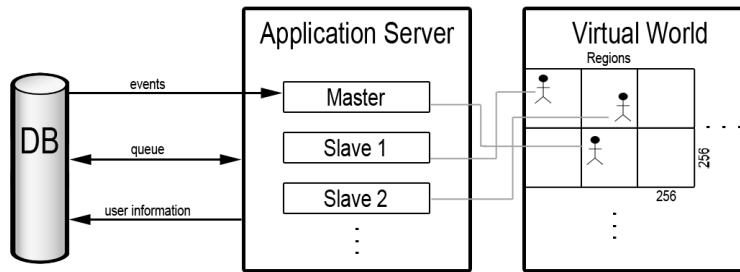 Application Server
Virtual World
Regions
events
Master
DB
queue
Slave 1
256
Slave 2
256
user information